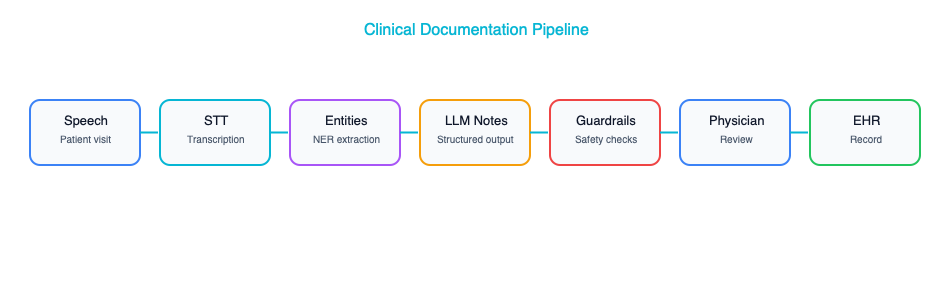 Clinical Documentation Pipeline
Speech
Patient visit
STT
Transcription
Entities
NER extraction
LLM Notes
Structured output
Guardrails
Safety checks
Physician
Review
EHR
Record